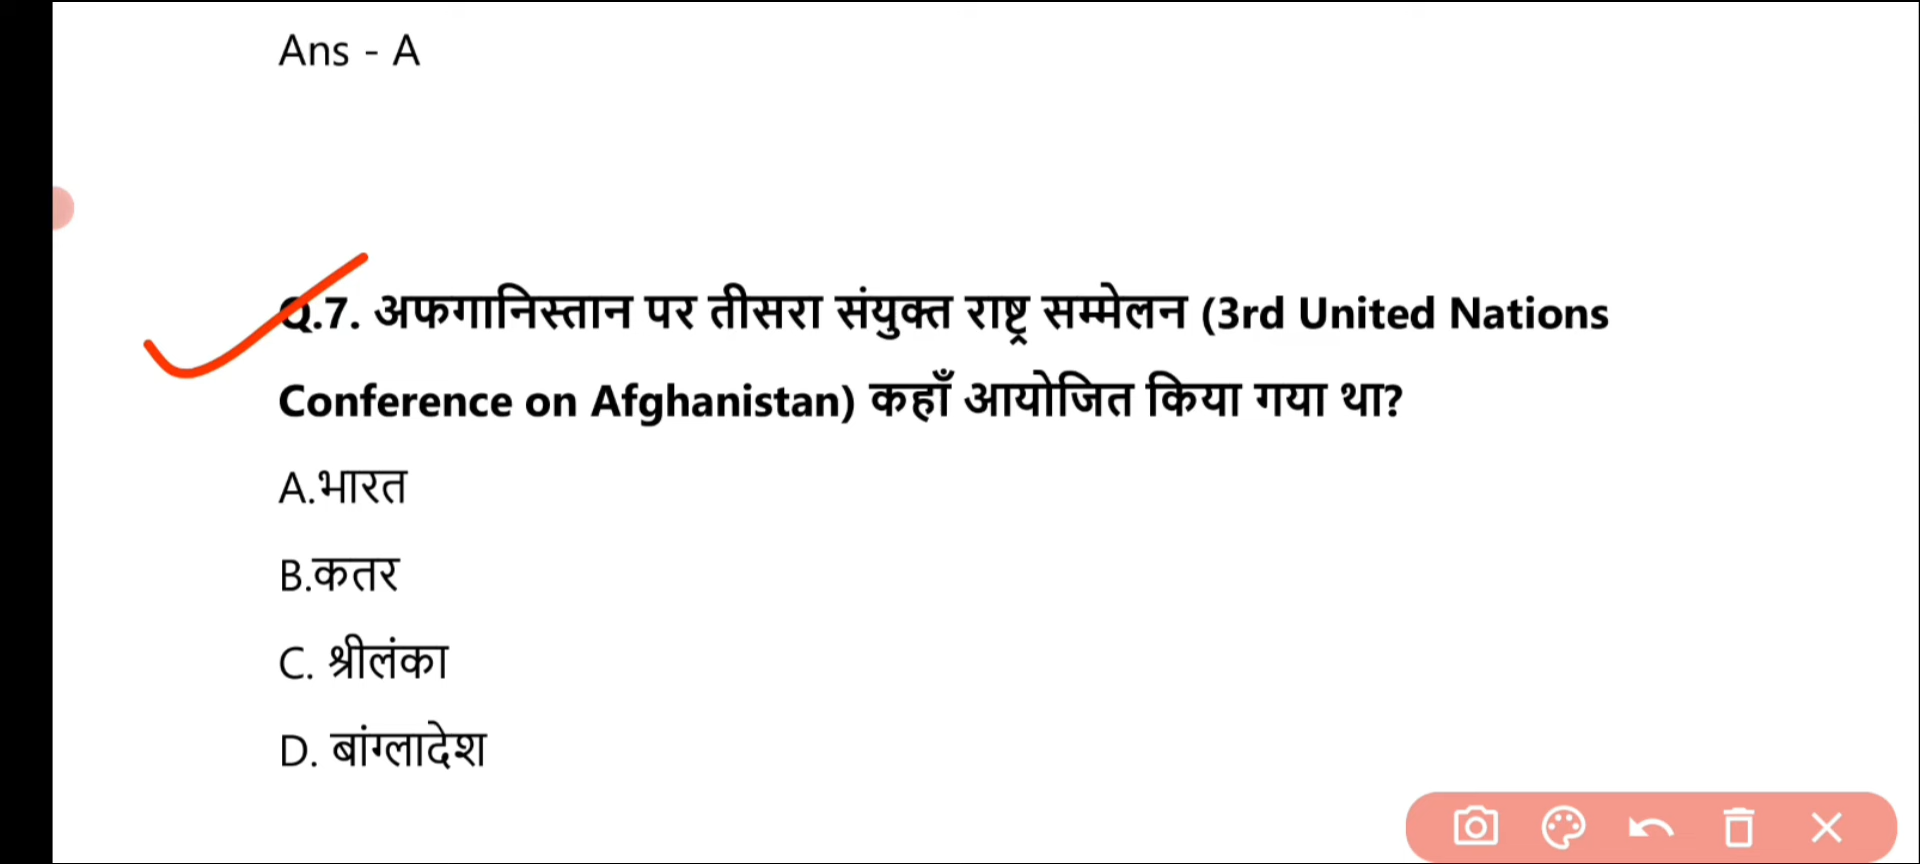 Ans - A
Q.7. अफगानिस्तान पर तीसरा संयुक्त राष्ट्र सम्मेलन (3rd United Nations
Conference on Afghanistan) कहाँ आयोजित किया गया था?
A.भारत
B.कतर
C. श्रीलंका
D. बांग्लादेश